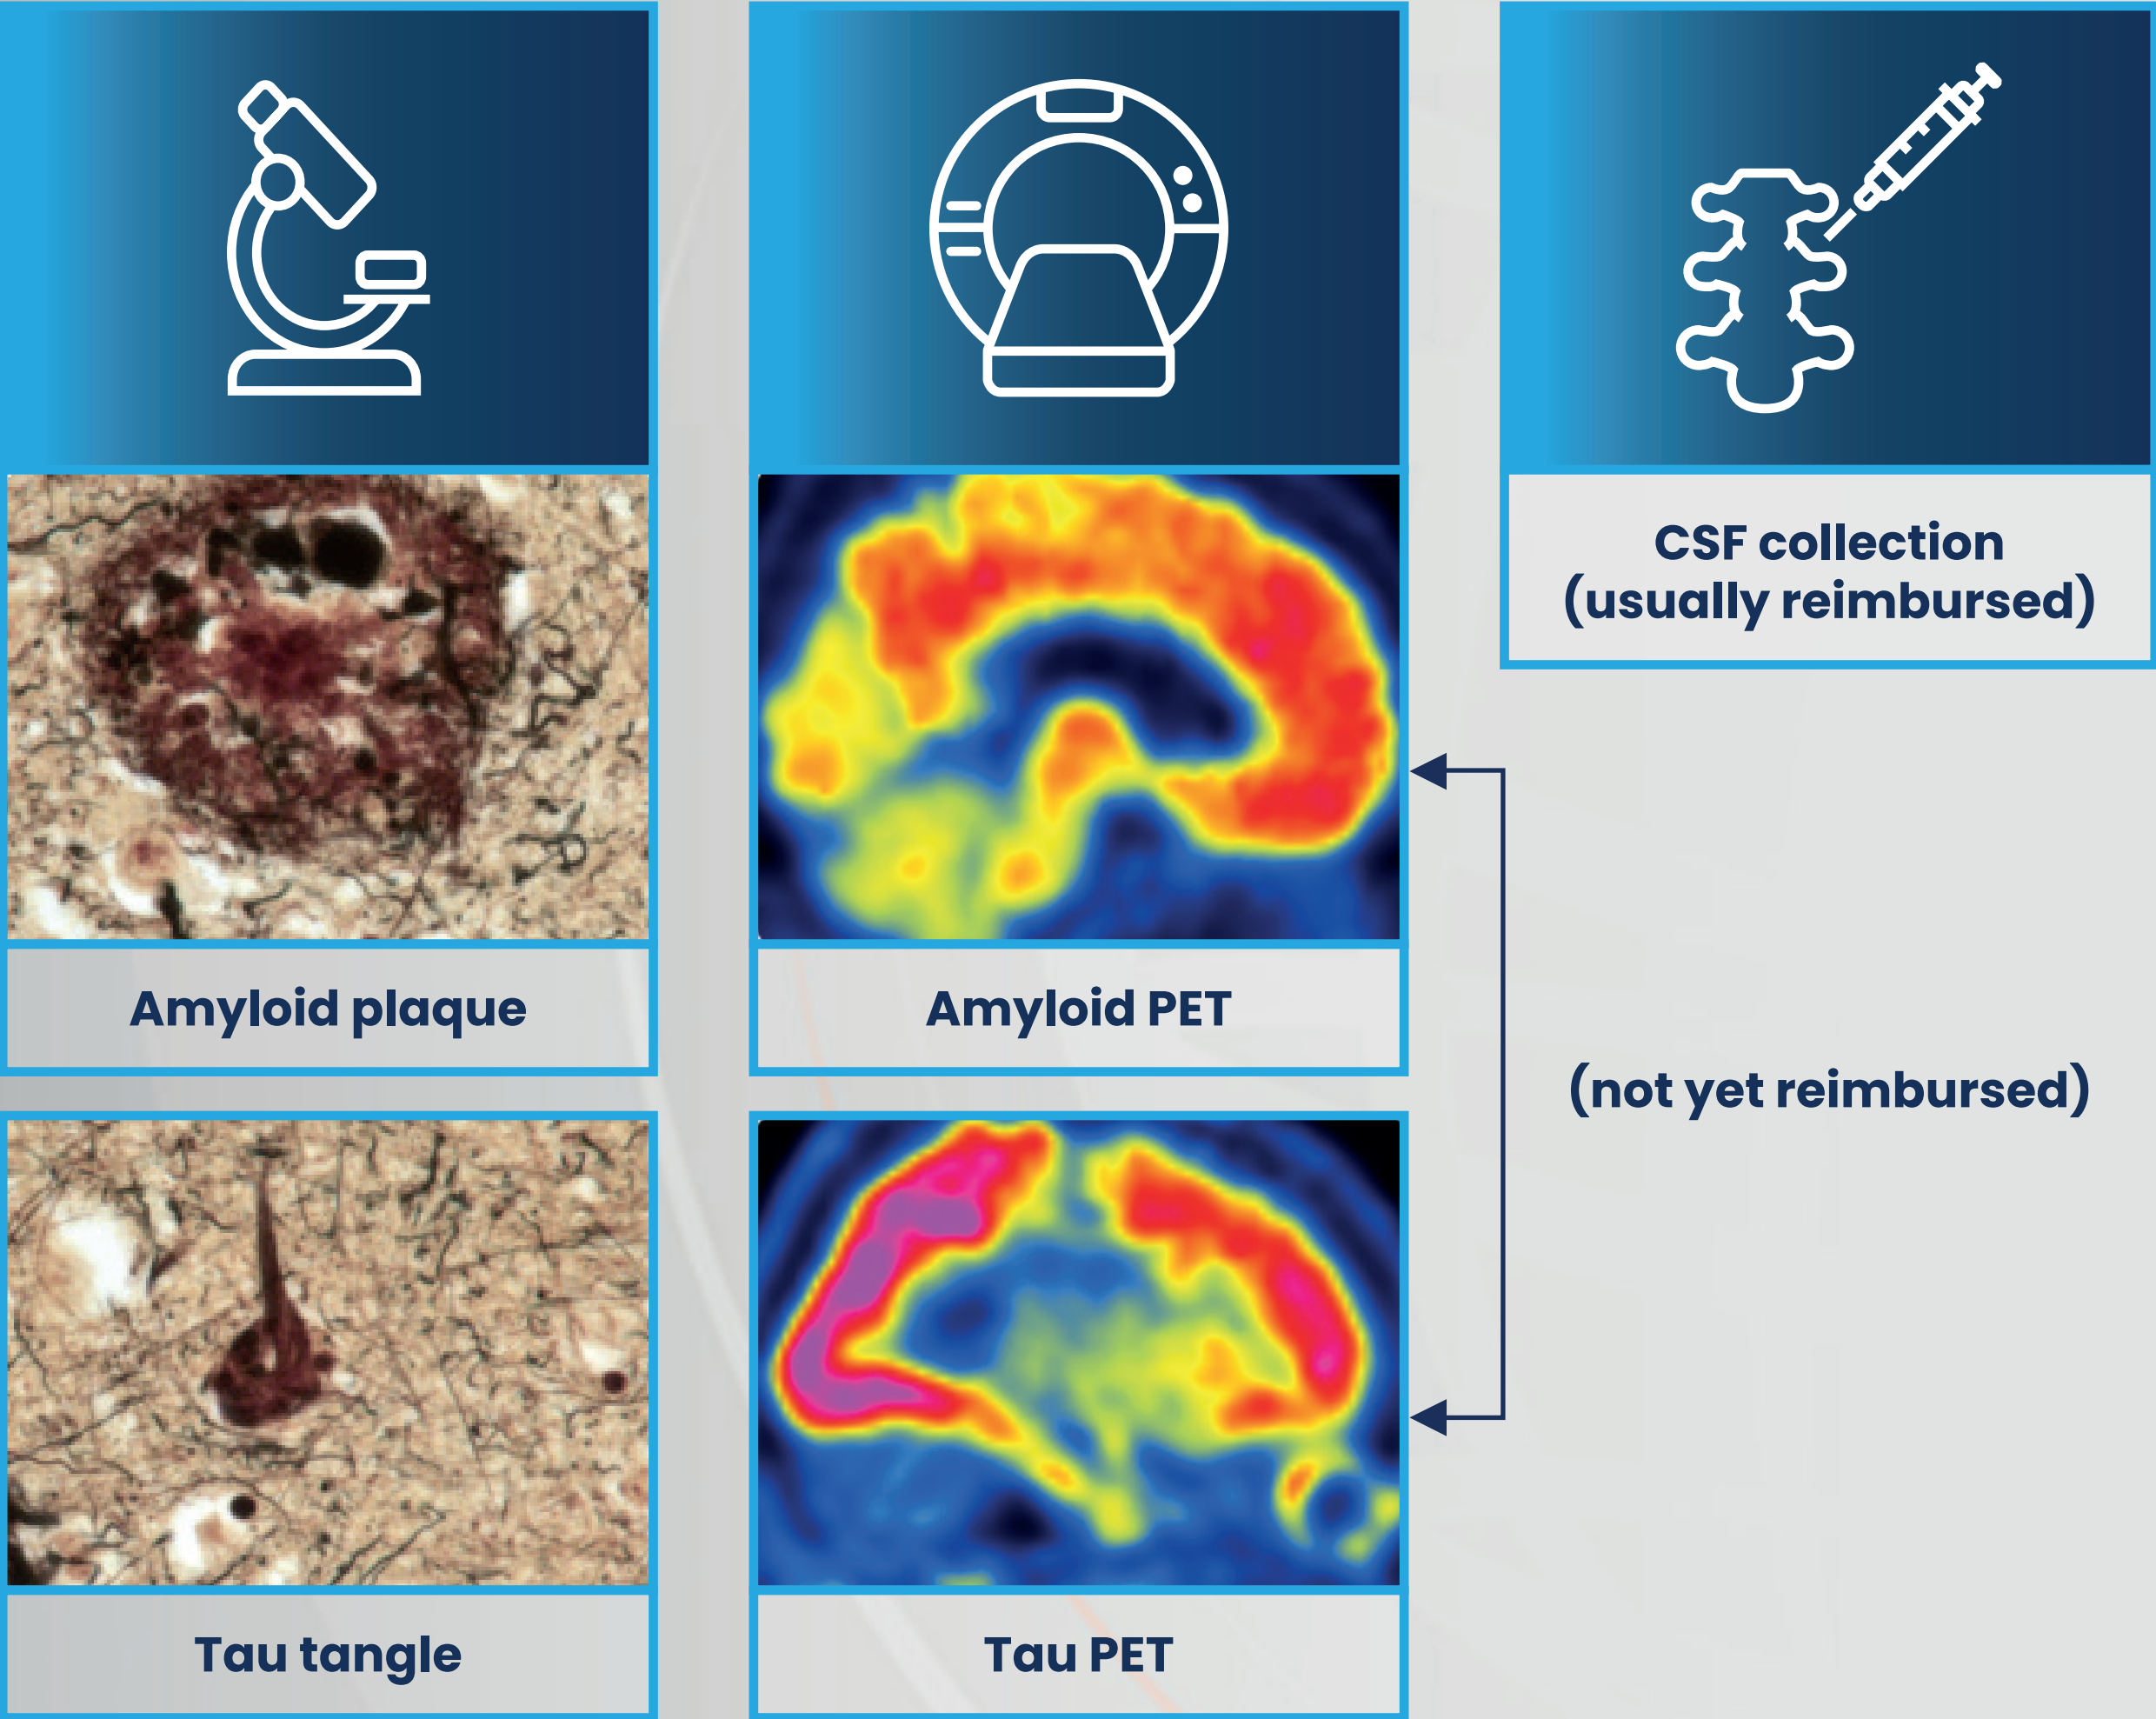 CSF collection
(usually reimbursed)
Amyloid plaque
Amyloid PET
(not yet reimbursed)
Tau tangle
Tau PET